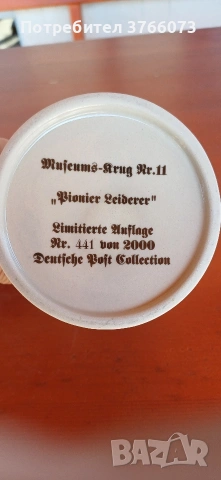 Потребител 3766073
Museums-Krug Nr.11
„Pionier Leiderer"
Limitierte Auflage
Nr. 441 von 2000
Deutsche Post Collection
BAZAR
bazar.bg